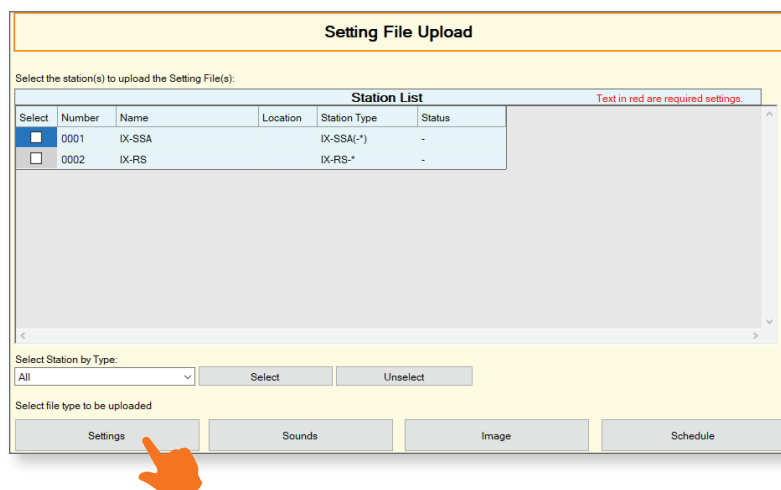 Setting File Upload
Select the station(s) to upload the Setting File(s):
Station List Text in red are required settings.
Select Number Name Location Station Type Status
0001 IX-SSA IX-SSA(-*) -
0002 IX-RS IX-RS-* -
Select Station by Type:
All Select Unselect
Select file type to be uploaded
Settings Sounds Image Schedule